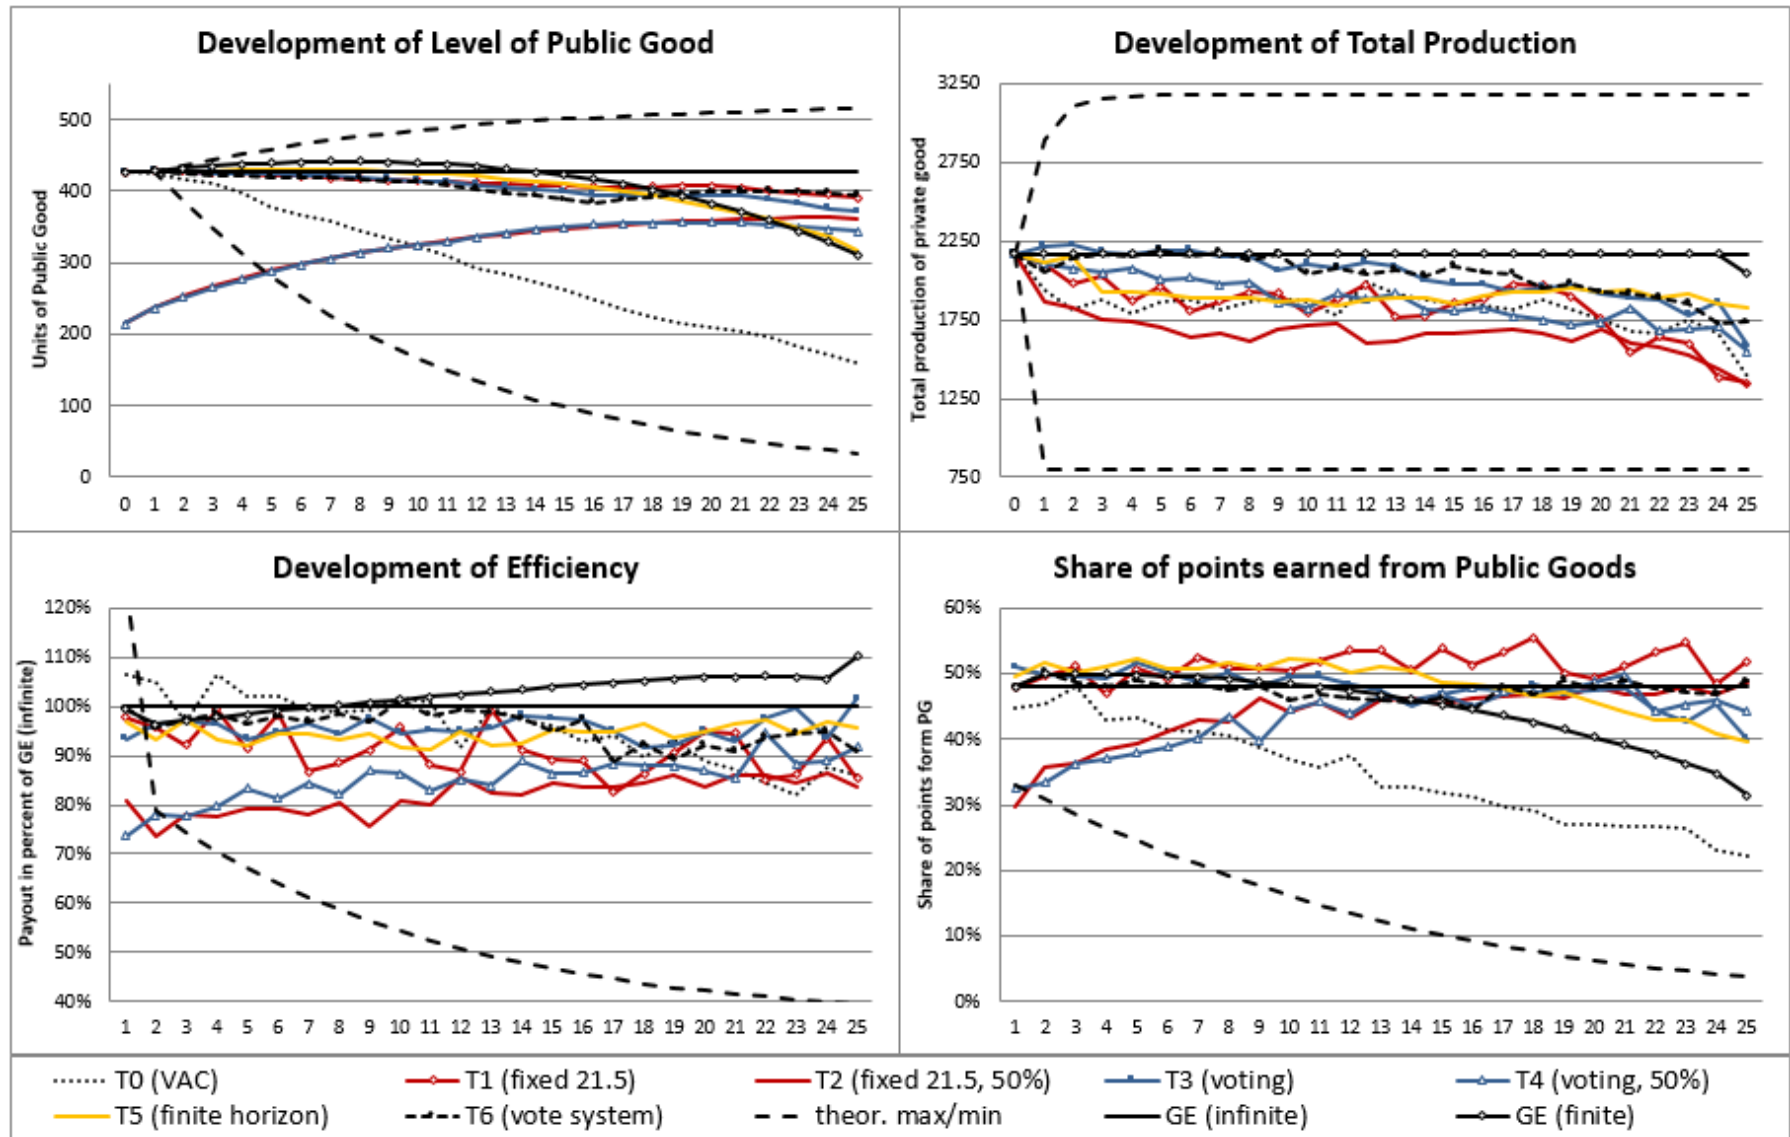 Development of Level of Public Good
Units of Public Good
500
400
300
200
100
0
0 1 2 3 4 5 6 7 8 9 10 11 12 13 14 15 16 17 18 19 20 21 22 23 24 25
Development of Total Production
Total production of private good
3250
2750
2250
1750
1250
750
0 1 2 3 4 5 6 7 8 9 10 11 12 13 14 15 16 17 18 19 20 21 22 23 24 25
Development of Efficiency
Payout in percent of GE (infinite)
120%
110%
100%
90%
80%
70%
60%
50%
40%
1 2 3 4 5 6 7 8 9 10 11 12 13 14 15 16 17 18 19 20 21 22 23 24 25
Share of points earned from Public Goods
Share of points form PG
60%
50%
40%
30%
20%
10%
0%
1 2 3 4 5 6 7 8 9 10 11 12 13 14 15 16 17 18 19 20 21 22 23 24 25
T0 (VAC) T1 (fixed 21.5) T2 (fixed 21.5, 50%) T3 (voting) T4 (voting, 50%)
T5 (finite horizon) T6 (vote system) theor. max/min GE (infinite) GE (finite)